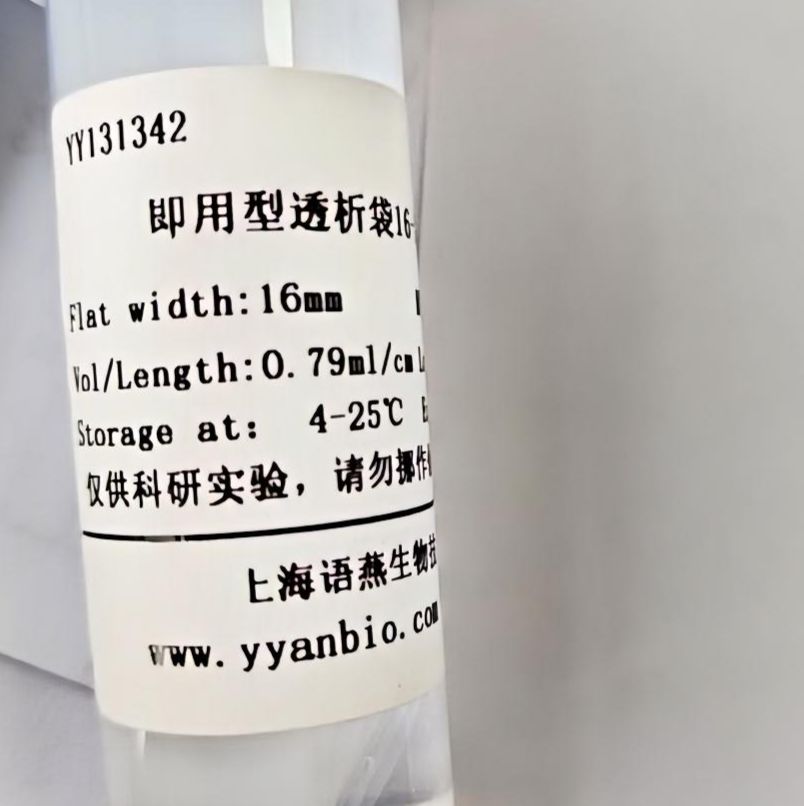 YY131342
即用型透析袋16-
Flat width:16mm
Vol/Length:0.79ml/cm
Storage at: 4-25℃
仅供科研实验，请勿挪作
上海语燕生物技
www.yyanbio.com